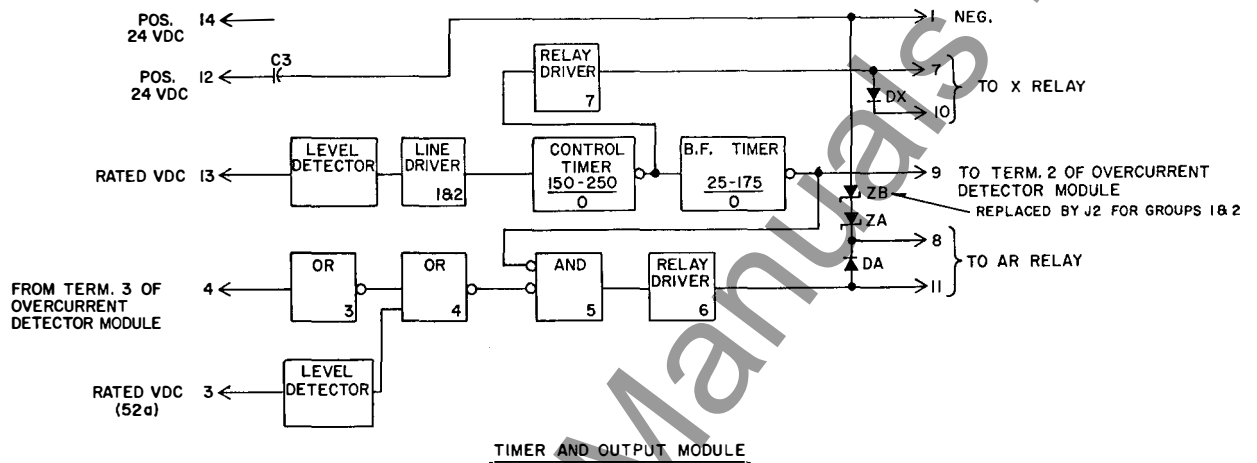 POS. 14
24 VDC
1 NEG.
POS. 12
24 VDC
C3
RELAY
DRIVER
7
7
DX
10
TO X RELAY
RATED VDC 13
LEVEL
DETECTOR
LINE
DRIVER
1&2
CONTROL
TIMER
150-250
0
B.F. TIMER
25-175
0
9 TO TERM. 2 OF OVERCURRENT
DETECTOR MODULE
ZB
REPLACED BY J2 FOR GROUPS 1&2
ZA
8
DA
11
TO AR RELAY
FROM TERM. 3 OF 4
OVERCURRENT
DETECTOR MODULE
OR
3
OR
4
AND
5
RELAY
DRIVER
6
RATED VDC 3
(52a)
LEVEL
DETECTOR
TIMER AND OUTPUT MODULE
Manuals